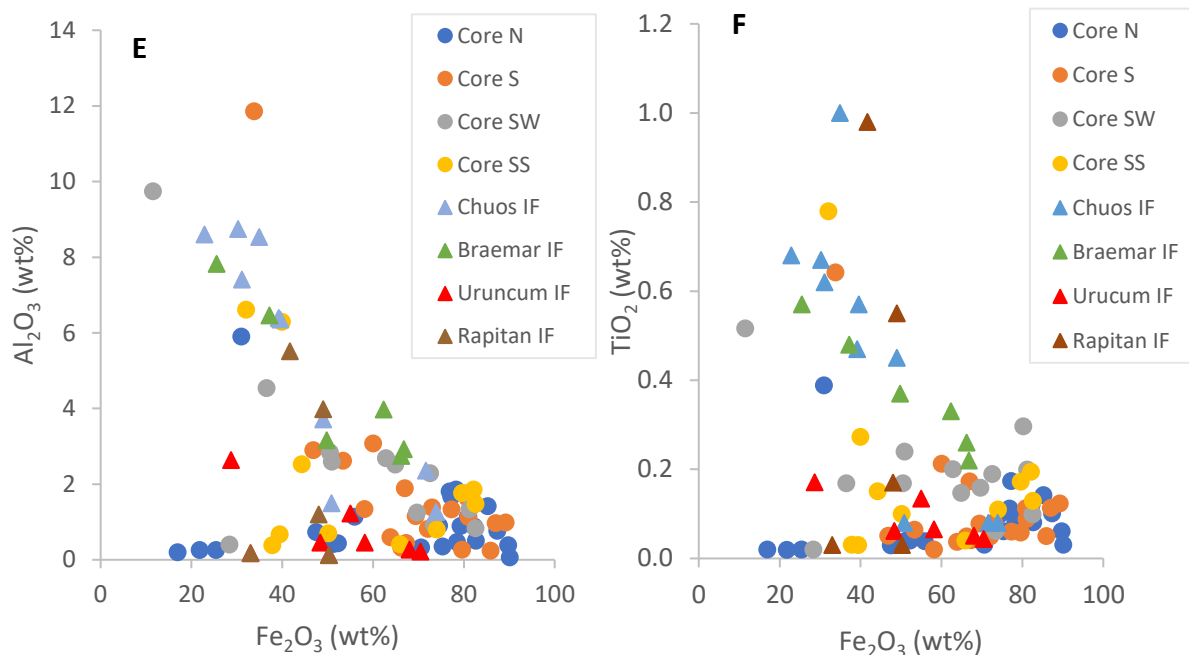 E
Al₂O₃ (wt%)
14
12
10
8
6
4
2
0
0 20 40 60 80 100
Fe₂O₃ (wt%)
Core N
Core S
Core SW
Core SS
Chuos IF
Braemar IF
Uruncum IF
Rapitan IF
F
TiO₂ (wt%)
1.2
1.0
0.8
0.6
0.4
0.2
0.0
0 20 40 60 80 100
Fe₂O₃ (wt%)
Core N
Core S
Core SW
Core SS
Chuos IF
Braemar IF
Urucum IF
Rapitan IF